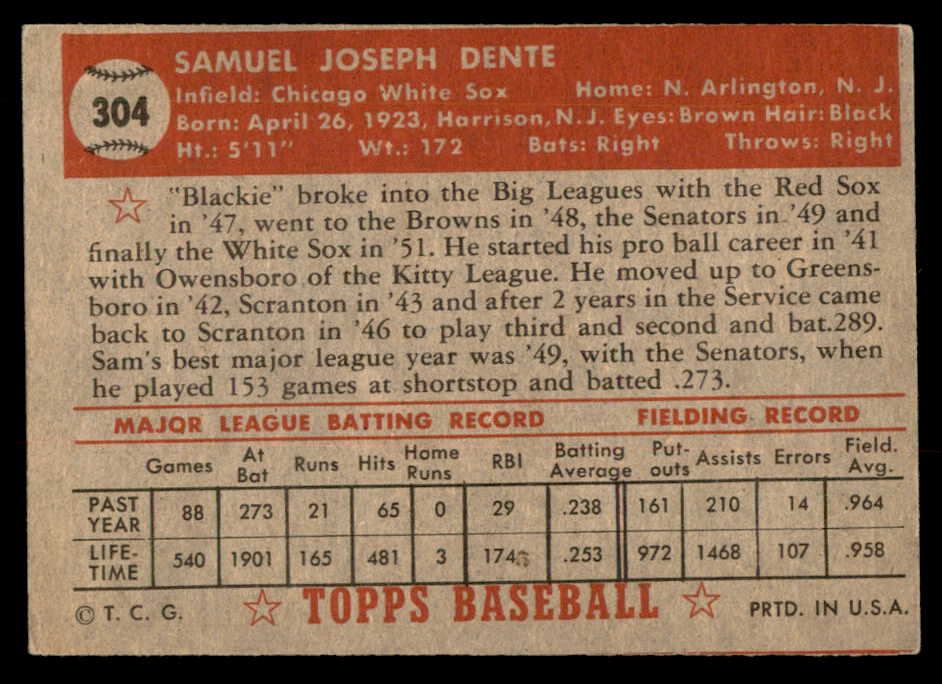 304
SAMUEL JOSEPH DENTE
Infield: Chicago White Sox Home: N. Arlington, N. J.
Born: April 26, 1923, Harrison, N.J. Eyes: Brown Hair: Black
Ht.: 5'11" Wt.: 172 Bats: Right Throws: Right
"Blackie" broke into the Big Leagues with the Red Sox
in '47, went to the Browns in '48, the Senators in '49 and
finally the White Sox in '51. He started his pro ball career in '41
with Owensboro of the Kitty League. He moved up to Greens-
boro in '42, Scranton in '43 and after 2 years in the Service came
back to Scranton in '46 to play third and second and bat.289.
Sam's best major league year was '49, with the Senators, when
he played 153 games at shortstop and batted .273.
MAJOR LEAGUE BATTING RECORD FIELDING RECORD
Games At Bat Runs Hits Home Runs RBI Batting Average Put-outs Assists Errors Field. Avg.
PAST YEAR 88 273 21 65 0 29 .238 161 210 14 .964
LIFE-TIME 540 1901 165 481 3 174 .253 972 1468 107 .958
© T. C. G. TOPPS BASEBALL PRTD. IN U.S.A.